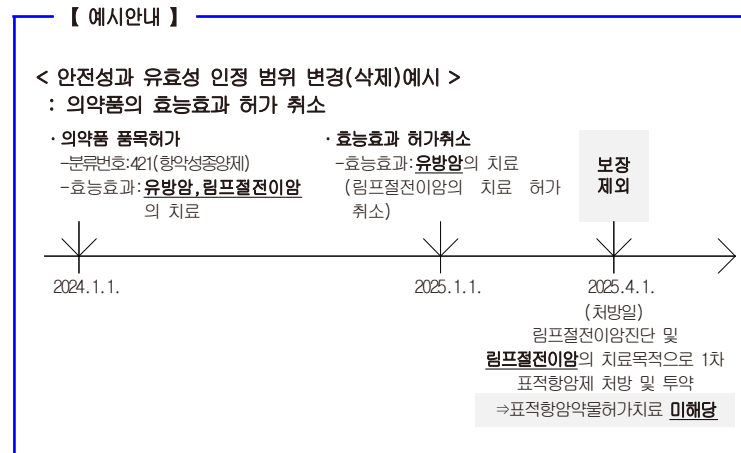 【 예시안내 】
< 안전성과 유효성 인정 범위 변경(삭제)예시 >
: 의약품의 효능효과 허가 취소
· 의약품 품목허가
-분류번호:421(항악성종양제)
-효능효과: 유방암,림프절전이암
의 치료
· 효능효과 허가취소
-효능효과: 유방암의 치료
(림프절전이암의 치료 허가
취소)
보장
제외
2024.1.1.
2025.1.1.
2025.4.1.
(처방일)
림프절전이암진단 및
림프절전이암의 치료목적으로 1차
표적항암제 처방 및 투약
⇒표적항암약물허가치료 미해당